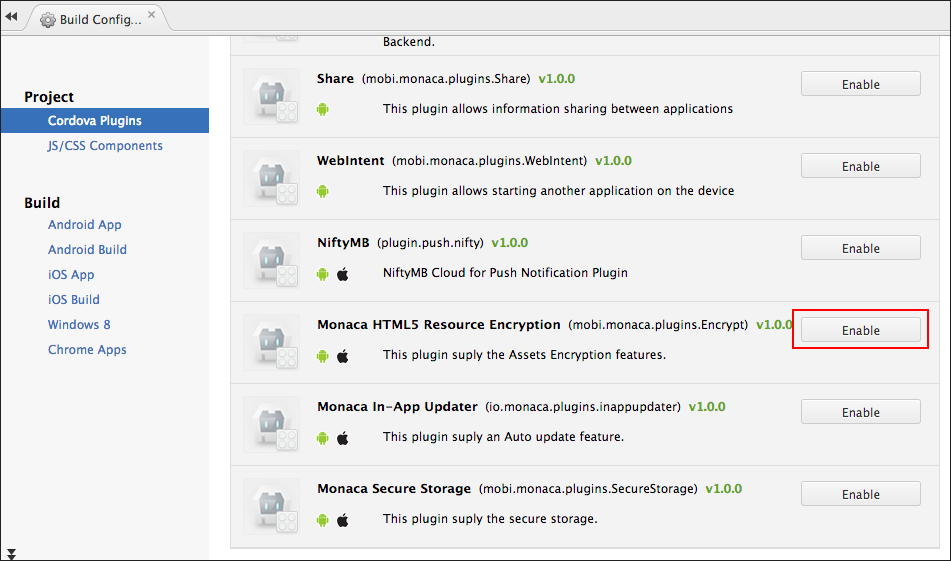 Build Config...
Project
Cordova Plugins
JS/CSS Components
Build
Android App
Android Build
iOS App
iOS Build
Windows 8
Chrome Apps
Backend.
Share (mobi.monaca.plugins.Share) v1.0.0
Enable
This plugin allows information sharing between applications
WebIntent (mobi.monaca.plugins.WebIntent) v1.0.0
Enable
This plugin allows starting another application on the device
NiftyMB (plugin.push.nifty) v1.0.0
Enable
NiftyMB Cloud for Push Notification Plugin
Monaca HTML5 Resource Encryption (mobi.monaca.plugins.Encrypt) v1.0.0
Enable
This plugin suply the Assets Encryption features.
Monaca In-App Updater (io.monaca.plugins.inappupdater) v1.0.0
Enable
This plugin suply an Auto update feature.
Monaca Secure Storage (mobi.monaca.plugins.SecureStorage) v1.0.0
Enable
This plugin suply the secure storage.